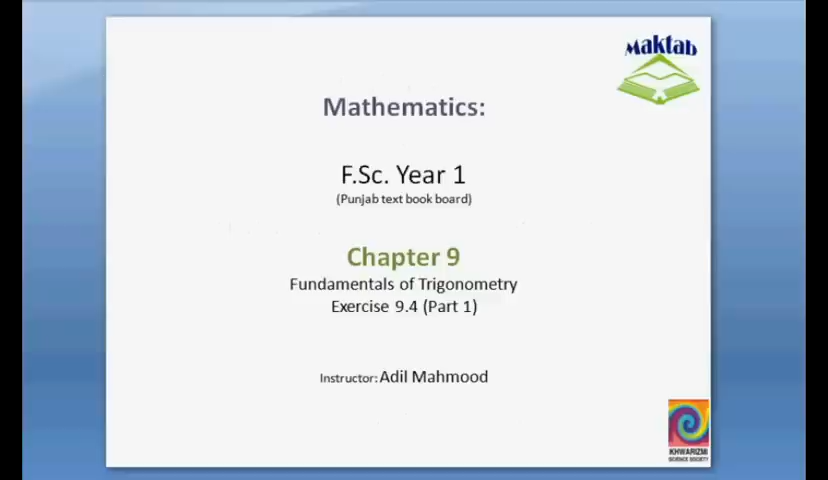 Maktab
Mathematics:
F.Sc. Year 1
(Punjab text book board)
Chapter 9
Fundamentals of Trigonometry
Exercise 9.4 (Part 1)
Instructor: Adil Mahmood
KHWARIZMI
SCIENCE SOCIETY